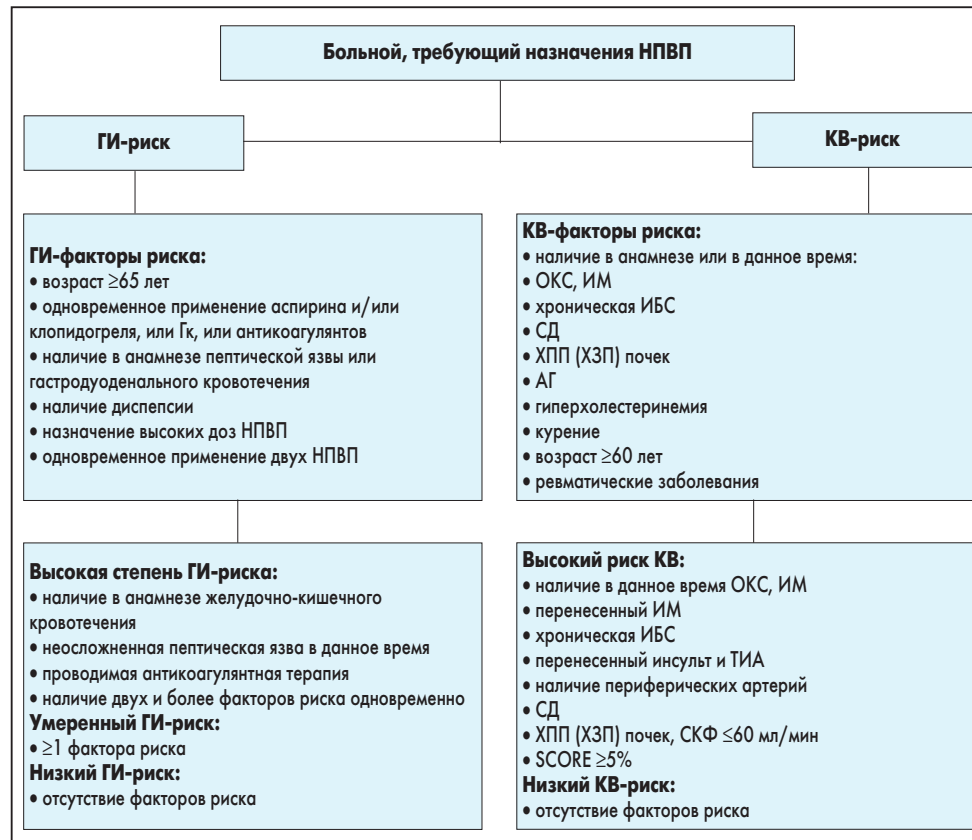 Больной, требующий назначения НПВП
ГИ-риск
КВ-риск
ГИ-факторы риска:
• возраст ≥65 лет
• одновременное применение аспирина и/или
клопидогреля, или Гк, или антикоагулянтов
• наличие в анамнезе пептической язвы или
гастродуоденального кровотечения
• наличие диспепсии
• назначение высоких доз НПВП
• одновременное применение двух НПВП
КВ-факторы риска:
• наличие в анамнезе или в данное время:
• ОКС, ИМ
• хроническая ИБС
• СД
• ХПП (ХЗП) почек
• АГ
• гиперхолестеринемия
• курение
• возраст ≥60 лет
• ревматические заболевания
Высокая степень ГИ-риска:
• наличие в анамнезе желудочно-кишечного
кровотечения
• неосложненная пептическая язва в данное время
• проводимая антикоагулянтная терапия
• наличие двух и более факторов риска одновременно
Умеренный ГИ-риск:
• ≥1 фактора риска
Низкий ГИ-риск:
• отсутствие факторов риска
Высокий риск КВ:
• наличие в данное время ОКС, ИМ
• перенесенный ИМ
• хроническая ИБС
• перенесенный инсульт и ТИА
• наличие периферических артерий
• СД
• ХПП (ХЗП) почек, СКФ ≤60 мл/мин
• SCORE ≥5%
Низкий КВ-риск:
• отсутствие факторов риска